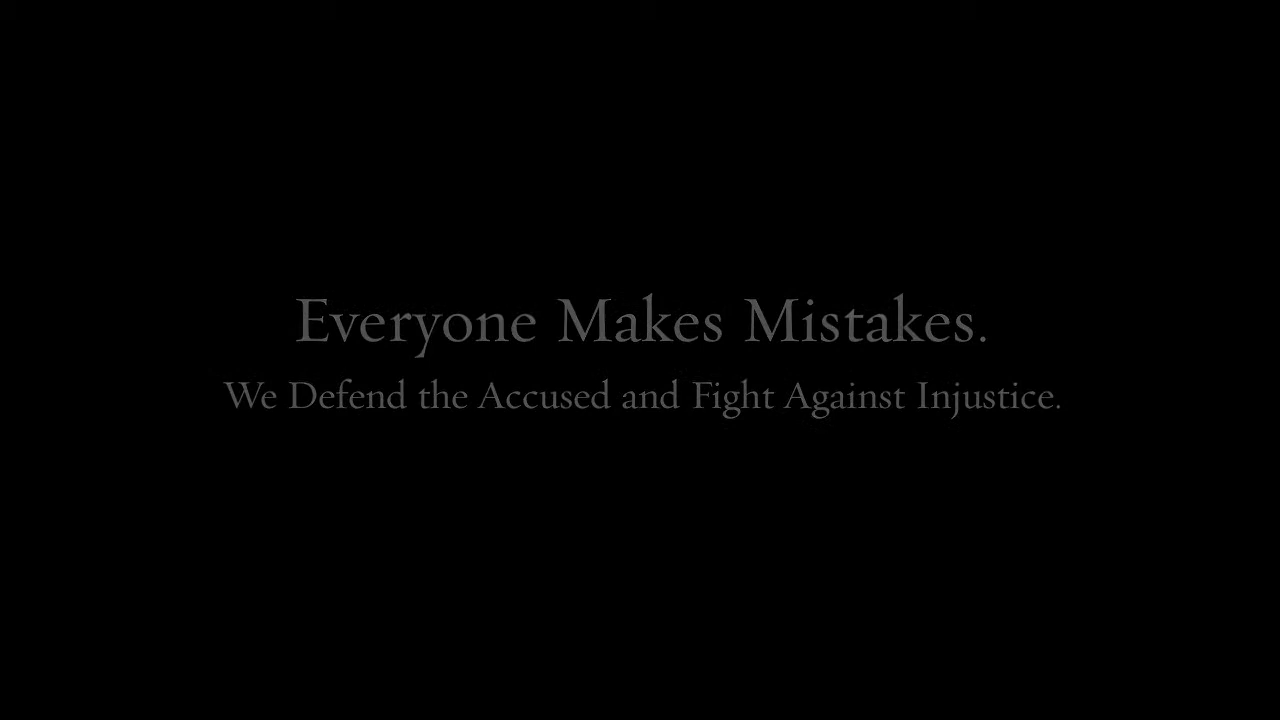 Everyone Makes Mistakes.
We Defend the Accused and Fight Against Injustice.